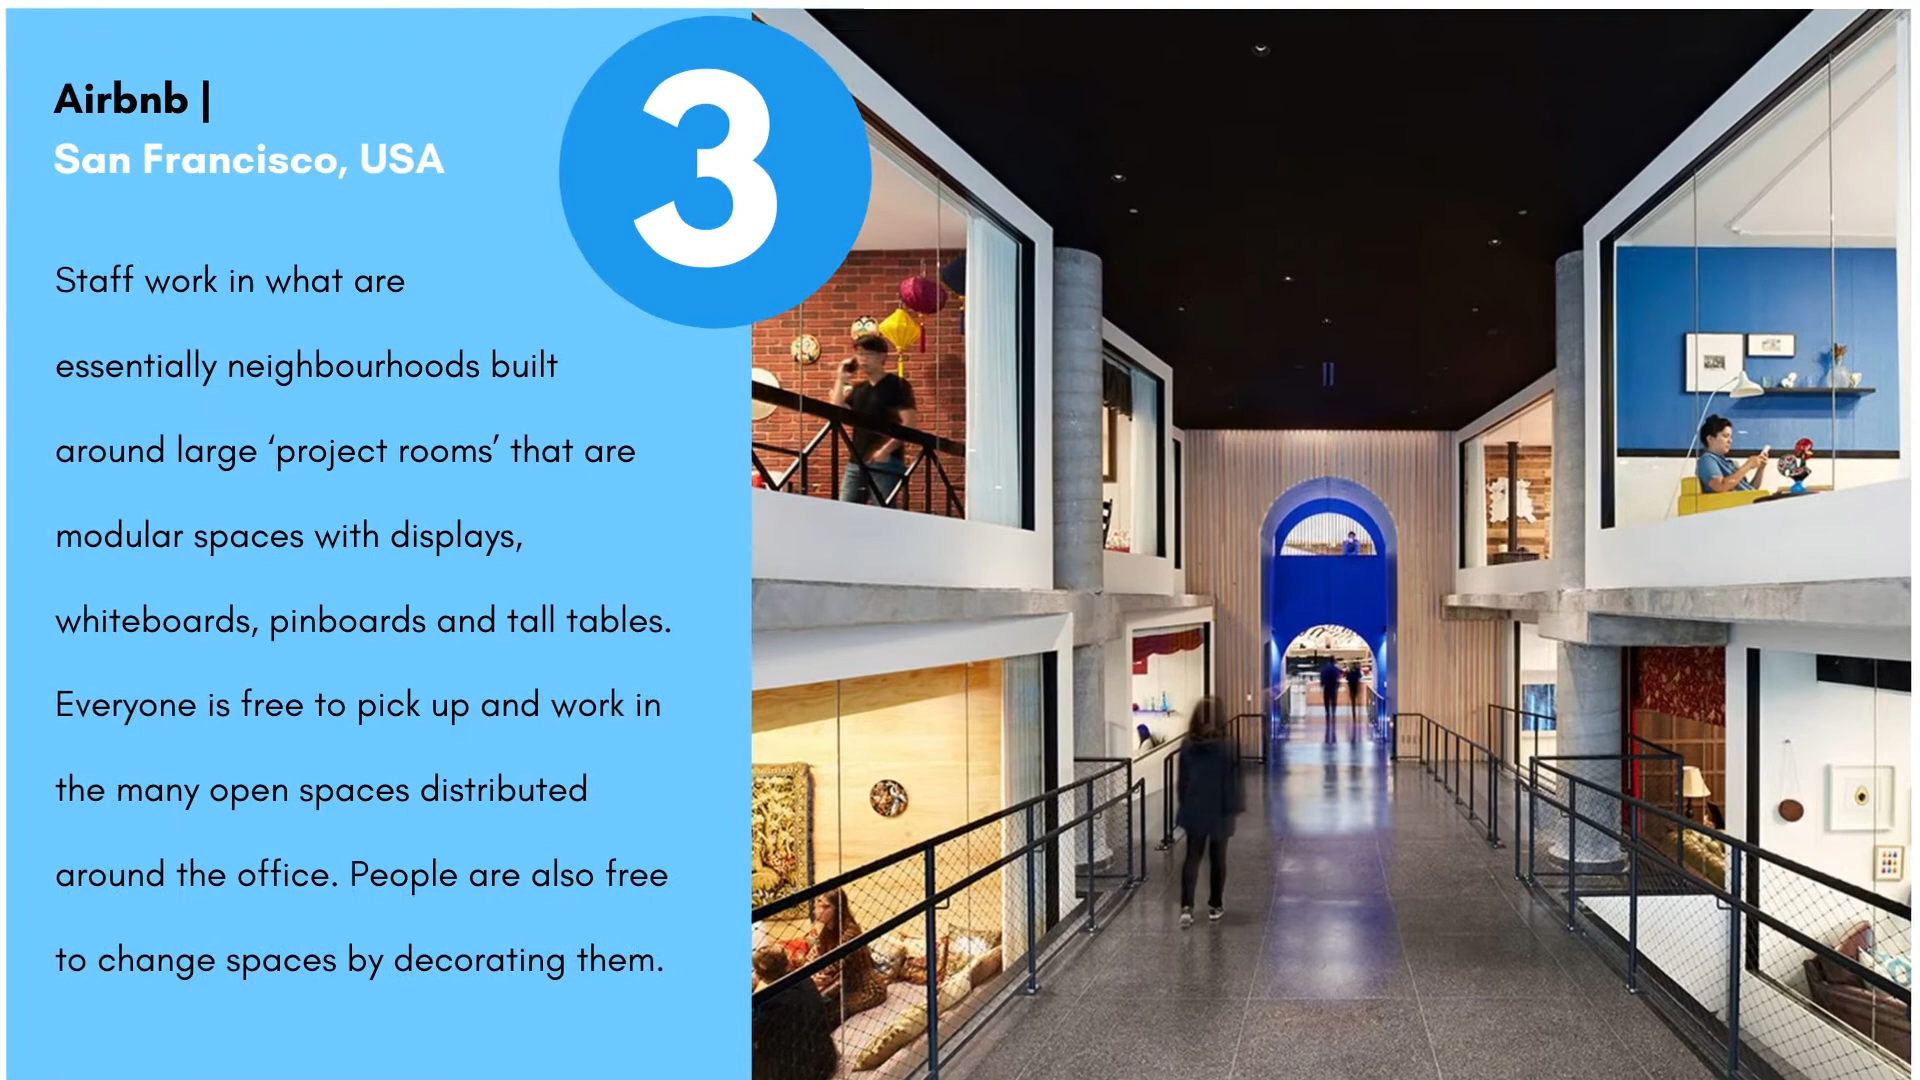 Airbnb |
San Francisco, USA
3
Staff work in what are
essentially neighbourhoods built
around large ‘project rooms’ that are
modular spaces with displays,
whiteboards, pinboards and tall tables.
Everyone is free to pick up and work in
the many open spaces distributed
around the office. People are also free
to change spaces by decorating them.